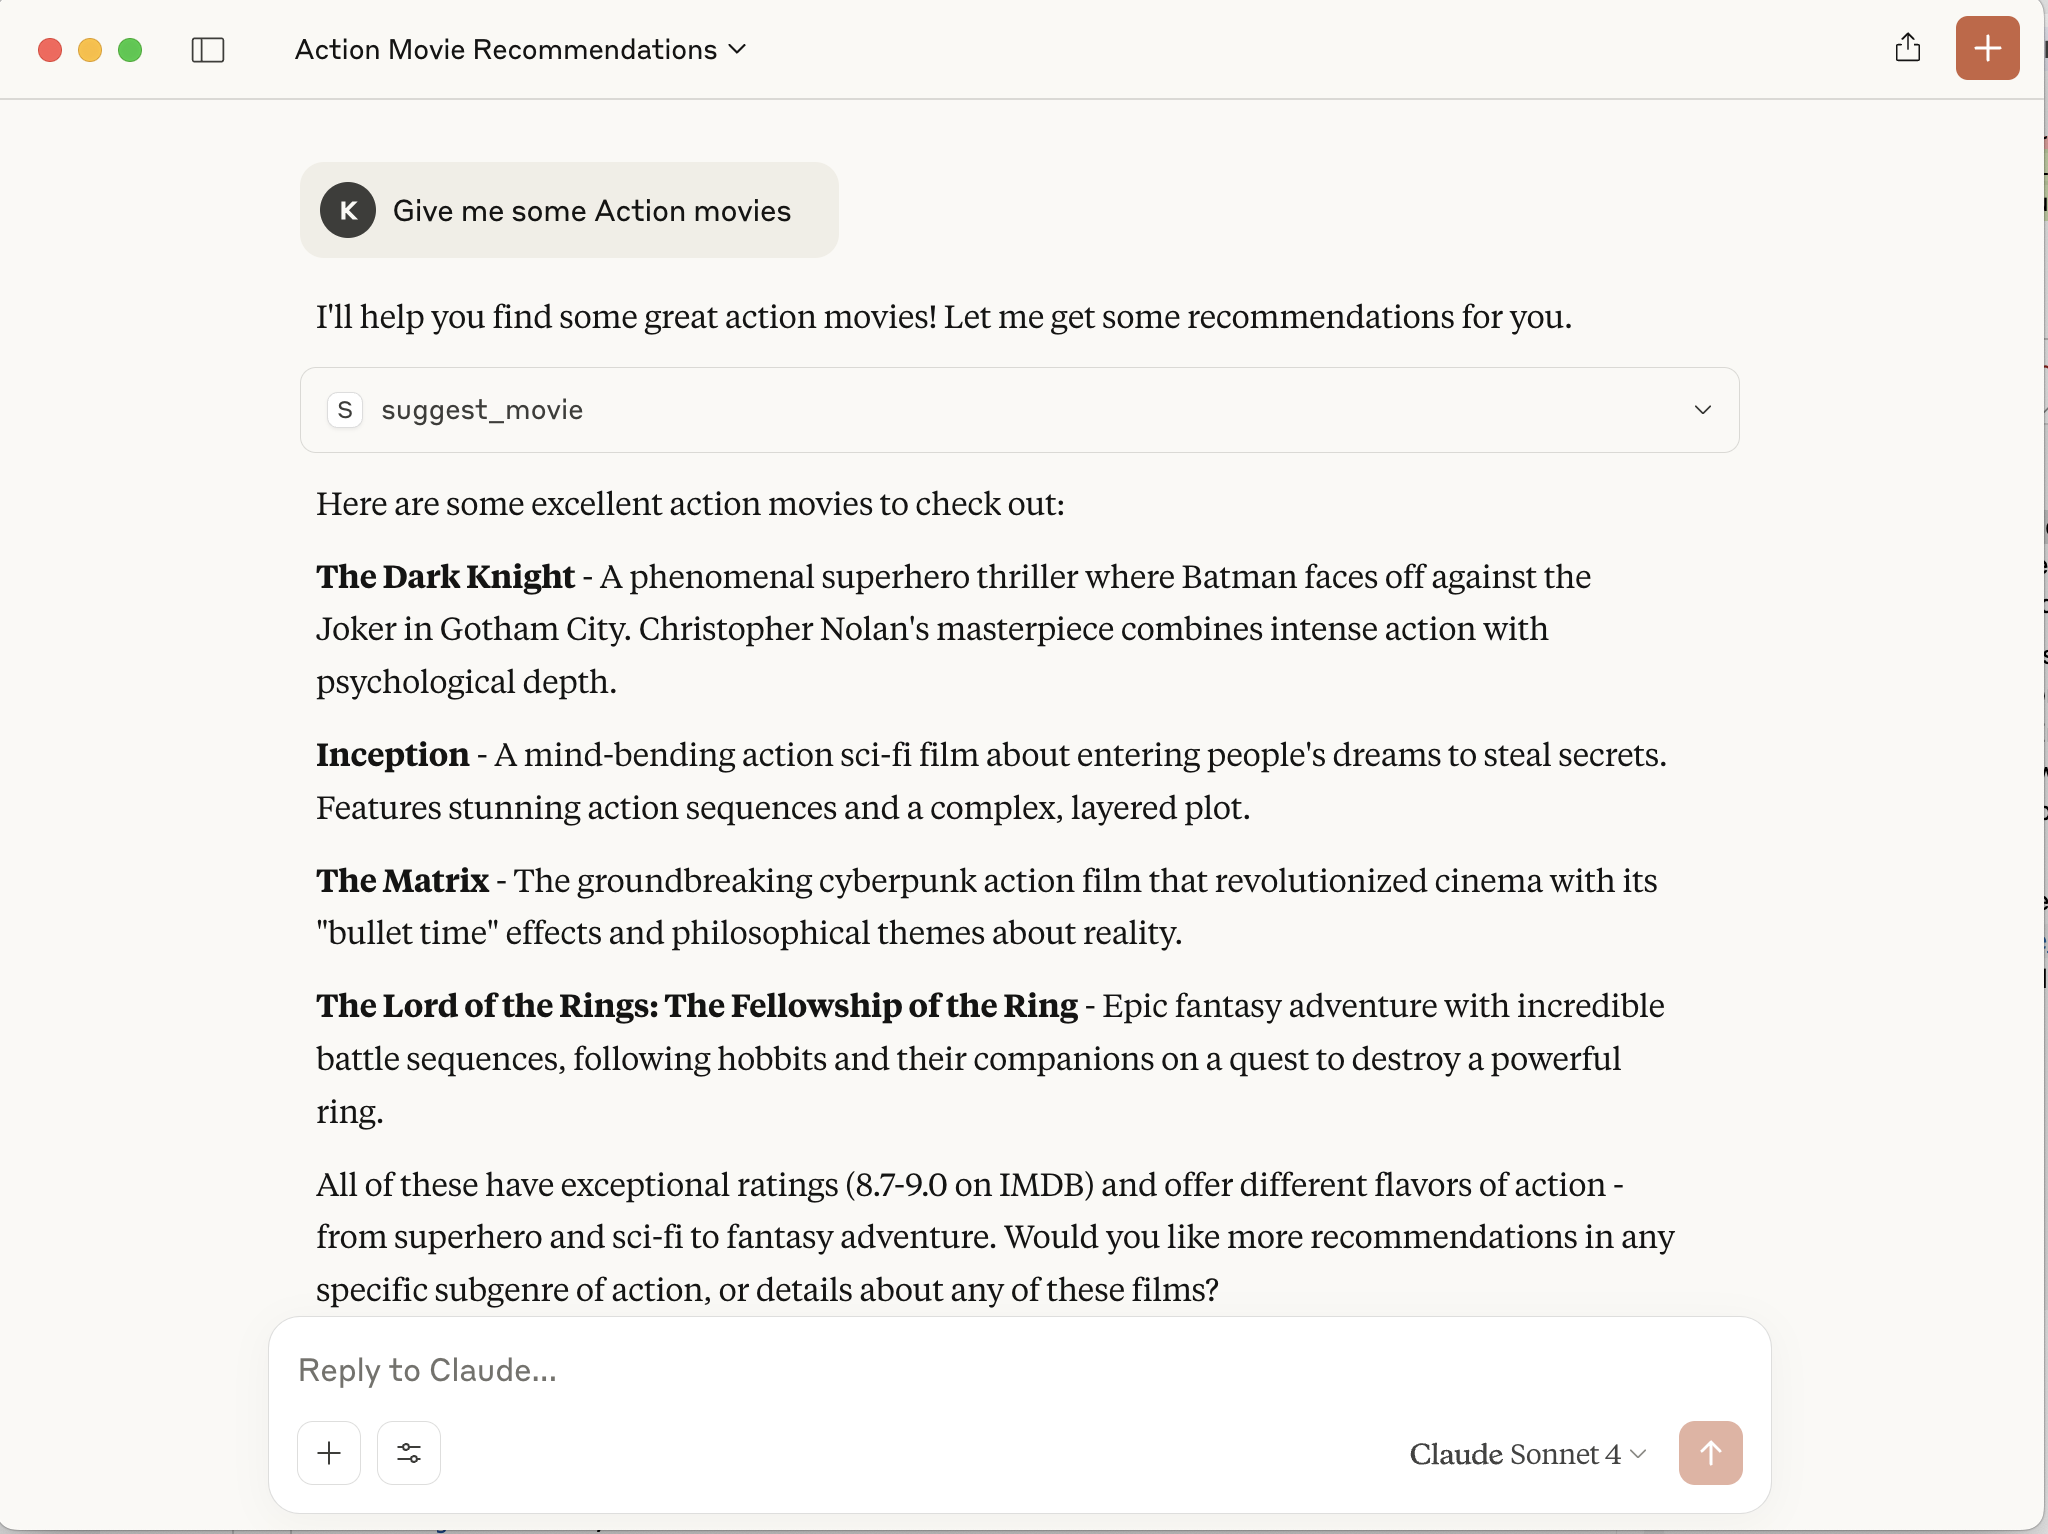 Action Movie Recommendations
K
Give me some Action movies
I'll help you find some great action movies! Let me get some recommendations for you.
S
suggest_movie
Here are some excellent action movies to check out:
The Dark Knight - A phenomenal superhero thriller where Batman faces off against the
Joker in Gotham City. Christopher Nolan's masterpiece combines intense action with
psychological depth.
Inception - A mind-bending action sci-fi film about entering people's dreams to steal secrets.
Features stunning action sequences and a complex, layered plot.
The Matrix - The groundbreaking cyberpunk action film that revolutionized cinema with its
"bullet time" effects and philosophical themes about reality.
The Lord of the Rings: The Fellowship of the Ring - Epic fantasy adventure with incredible
battle sequences, following hobbits and their companions on a quest to destroy a powerful
ring.
All of these have exceptional ratings (8.7-9.0 on IMDB) and offer different flavors of action -
from superhero and sci-fi to fantasy adventure. Would you like more recommendations in any
specific subgenre of action, or details about any of these films?
Reply to Claude...
Claude Sonnet 4